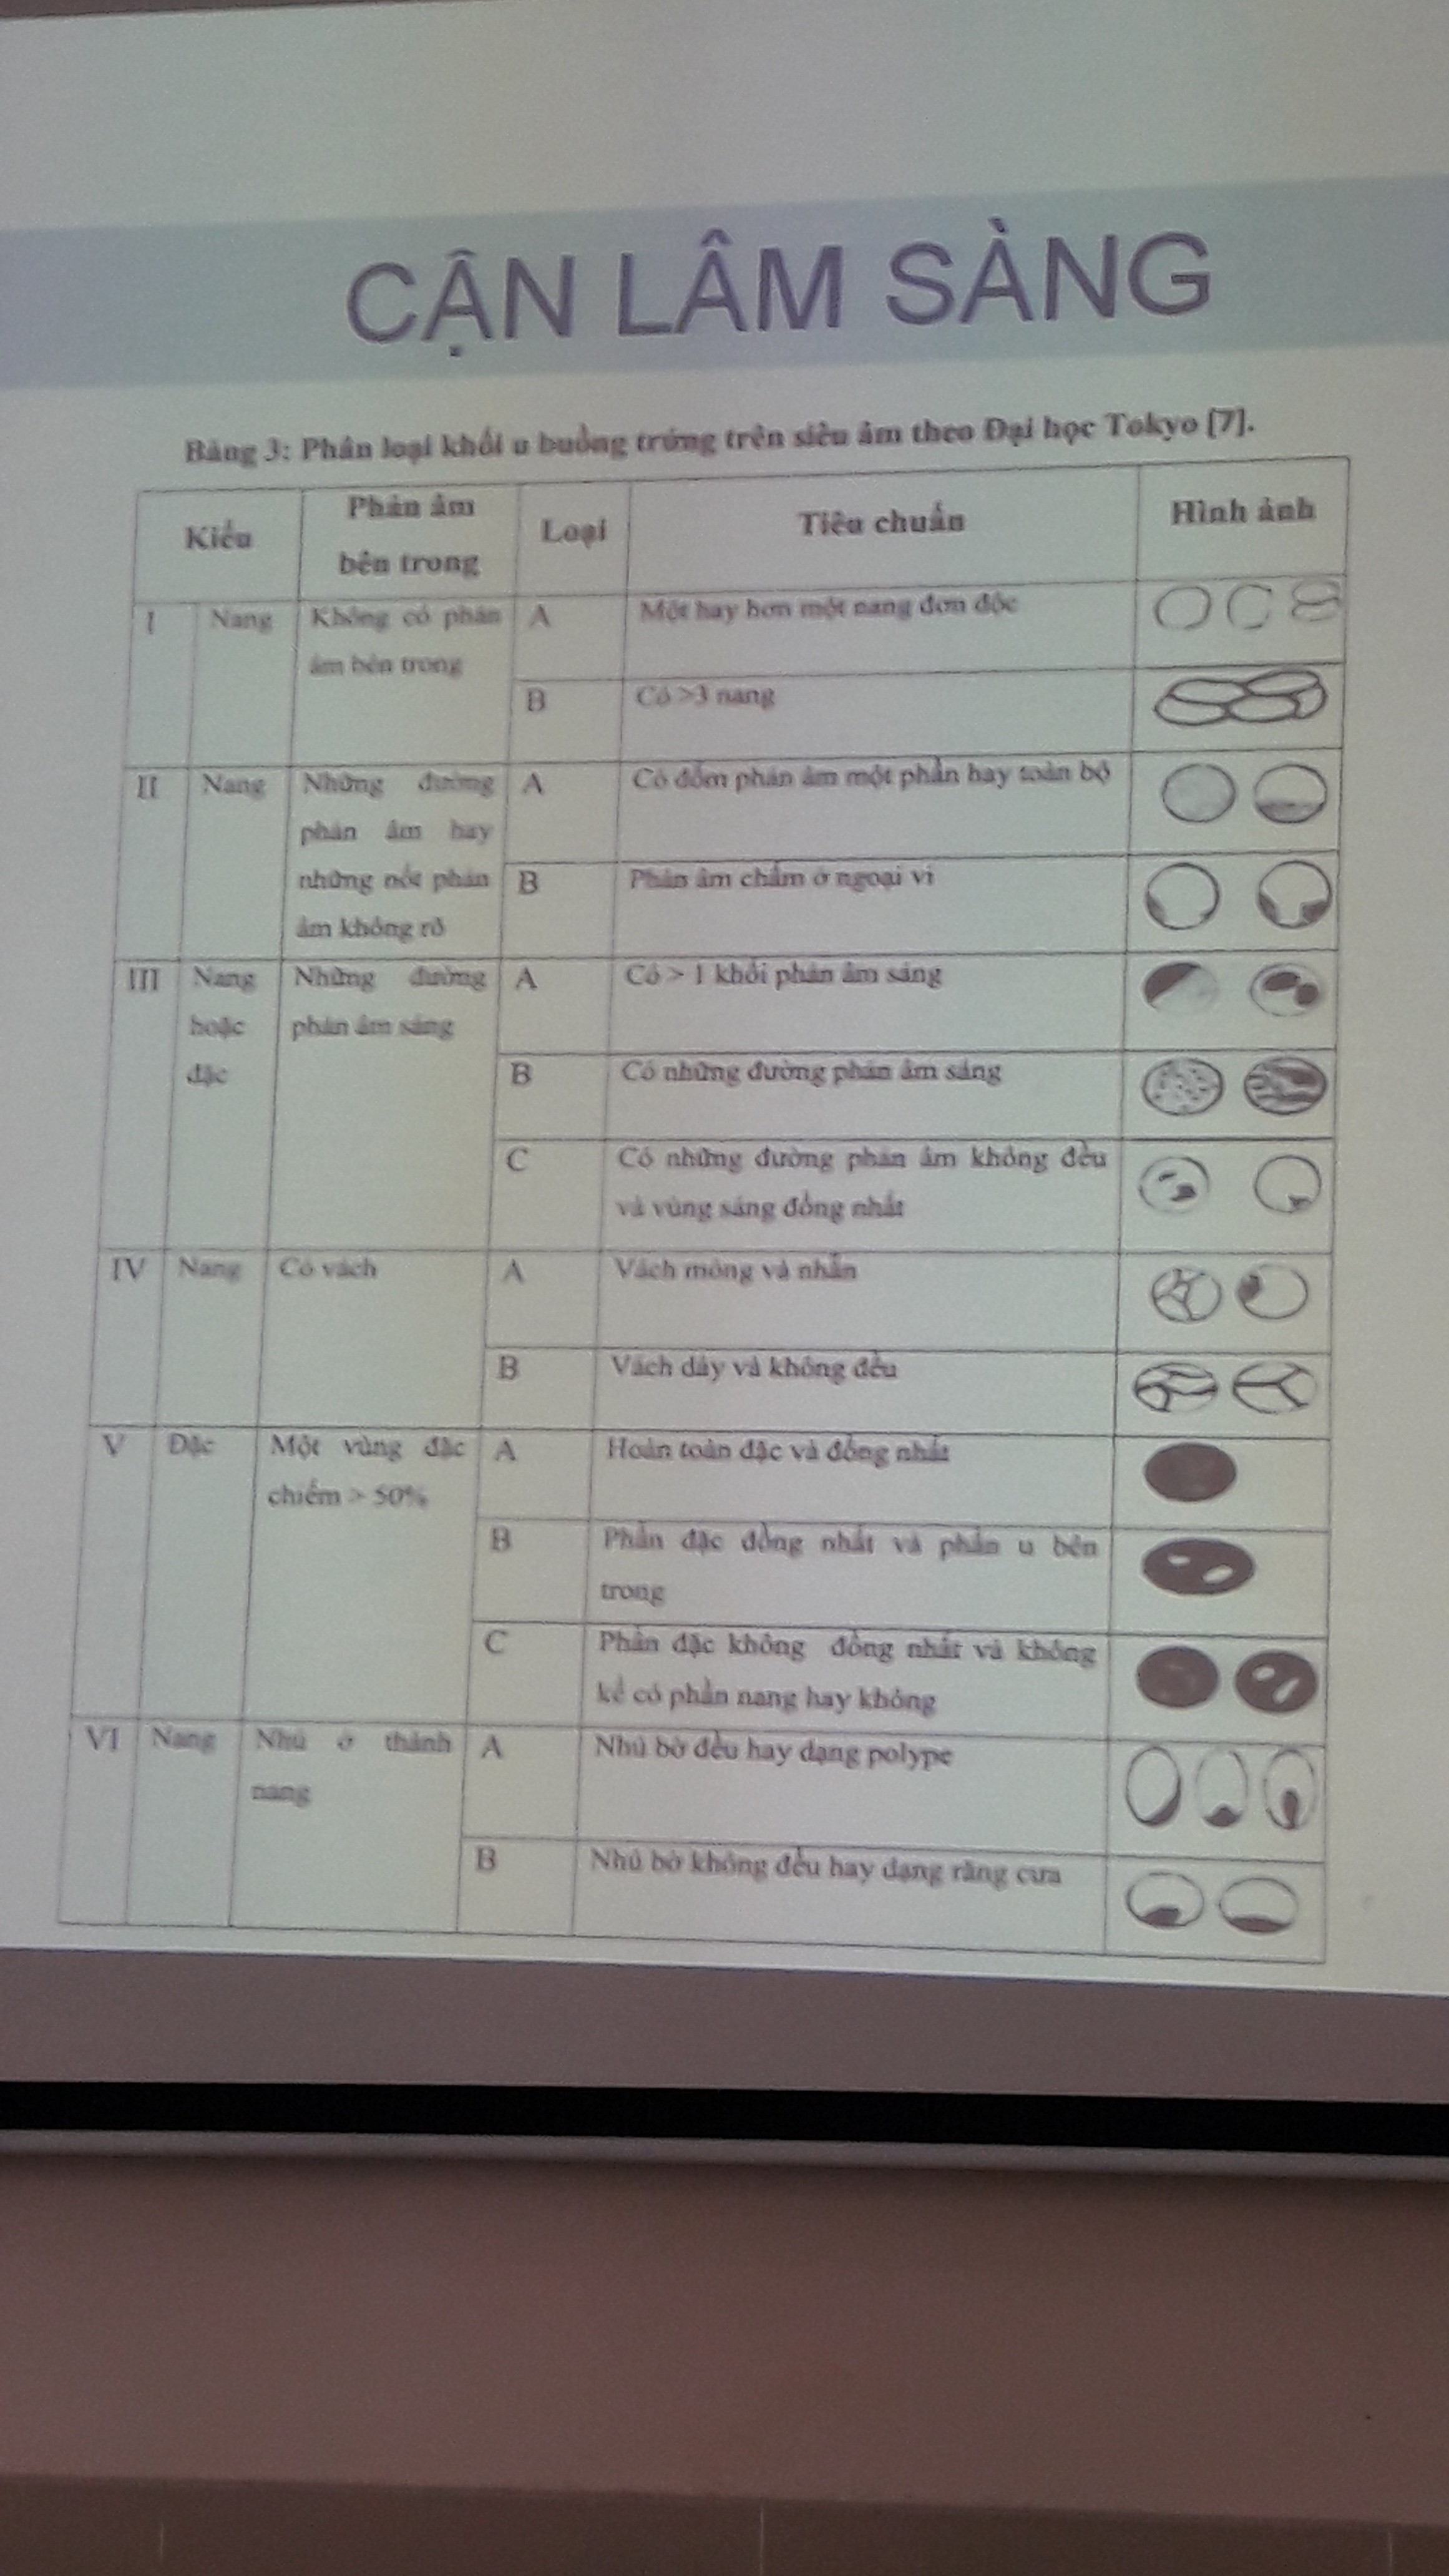 CẬN LÂM SÀNG
Bảng 3: Phân loại khối u buồng trứng trên siêu âm theo Đại học Tokyo [7].
Kiểu
Phản âm
bên trong
Loại
Tiêu chuẩn
Hình ảnh
I
Nang
Không có phản
âm bên trong
A
Một hay hơn một nang đơn độc
B
Có >3 nang
II
Nang
Những đường
phản âm hay
những nốt phản
âm không rõ
A
Có đốm phản âm một phần hay toàn bộ
B
Phản âm chấm ở ngoại vi
III
Nang
hoặc
đặc
Những đường
phản âm sáng
A
Có > 1 khối phản âm sáng
B
Có những đường phản âm sáng
C
Có những đường phản âm không đều
và vùng sáng đồng nhất
IV
Nang
Có vách
A
Vách mỏng và nhẵn
B
Vách dày và không đều
V
Đặc
Một vùng đặc
chiếm > 50%
A
Hoàn toàn đặc và đồng nhất
B
Phần đặc đồng nhất và phần u bên
trong
C
Phần đặc không đồng nhất và không
kể có phần nang hay không
VI
Nang
Nhú ở thành
nang
A
Nhú bờ đều hay dạng polype
B
Nhú bờ không đều hay dạng răng cưa